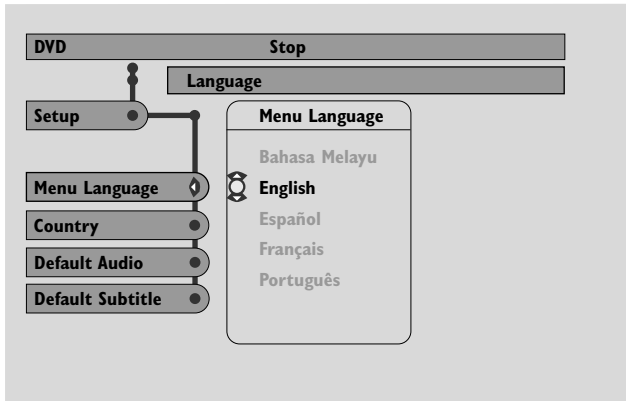 DVD Stop
Language
Setup
Menu Language
Bahasa Melayu
Menu Language
English
Country
Español
Default Audio
Français
Default Subtitle
Português